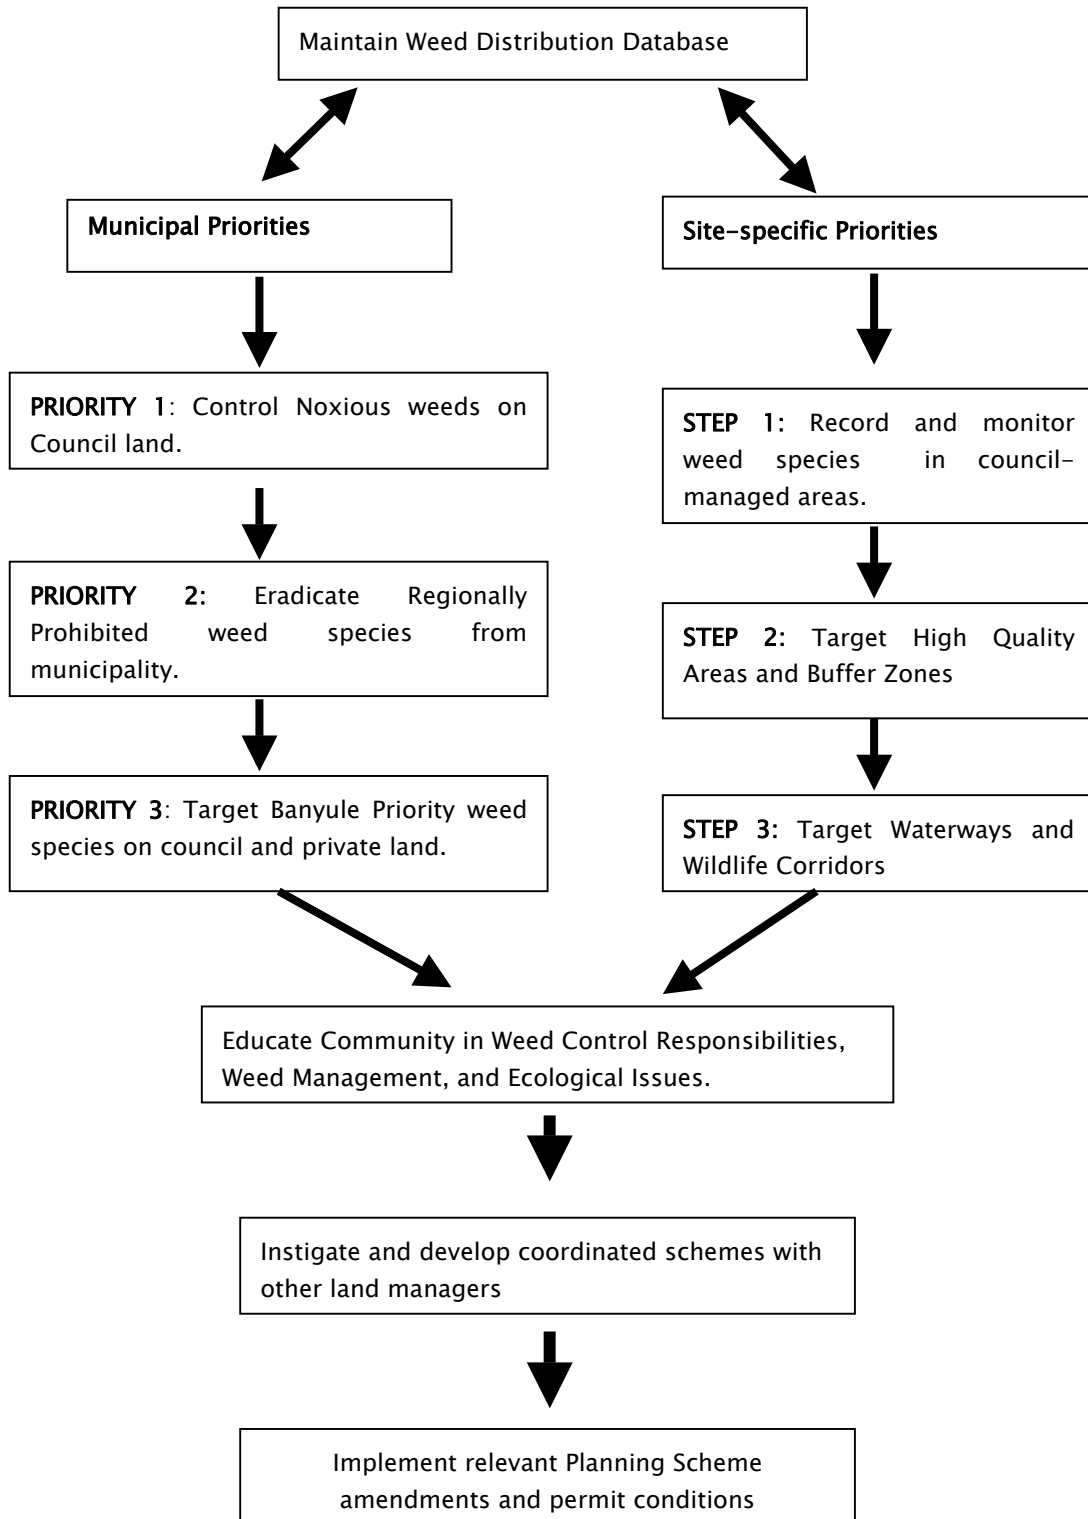 Maintain Weed Distribution Database
Municipal Priorities
Site-specific Priorities
PRIORITY 1: Control Noxious weeds on
Council land.
STEP 1: Record and monitor
weed species in council-
managed areas.
PRIORITY 2: Eradicate Regionally
Prohibited weed species from
municipality.
STEP 2: Target High Quality
Areas and Buffer Zones
PRIORITY 3: Target Banyule Priority weed
species on council and private land.
STEP 3: Target Waterways and
Wildlife Corridors
Educate Community in Weed Control Responsibilities,
Weed Management, and Ecological Issues.
Instigate and develop coordinated schemes with
other land managers
Implement relevant Planning Scheme
amendments and permit conditions